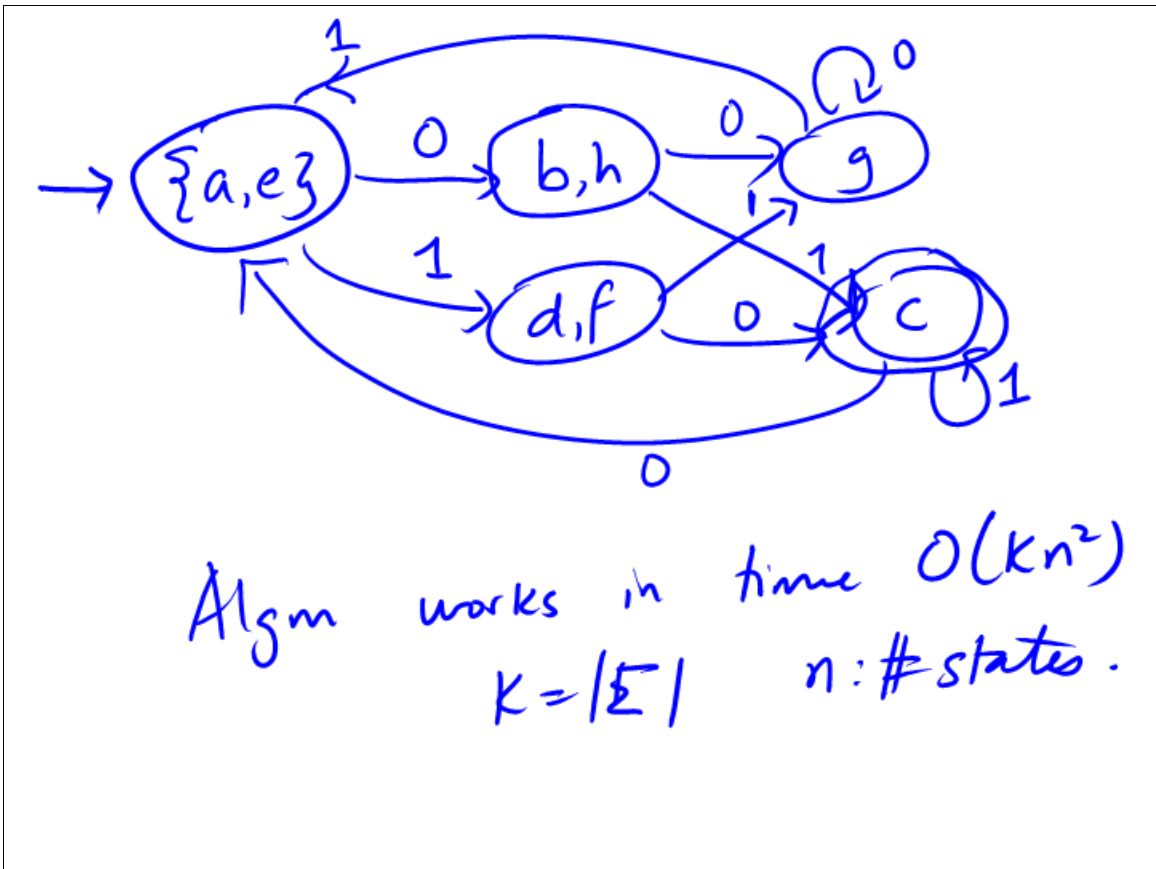 1
0
{a,e} 0 b,h 0 g
1
1 1
d,f 0 c
1
0
Algm works in time O(kn²)
k=|Σ| n:#states.